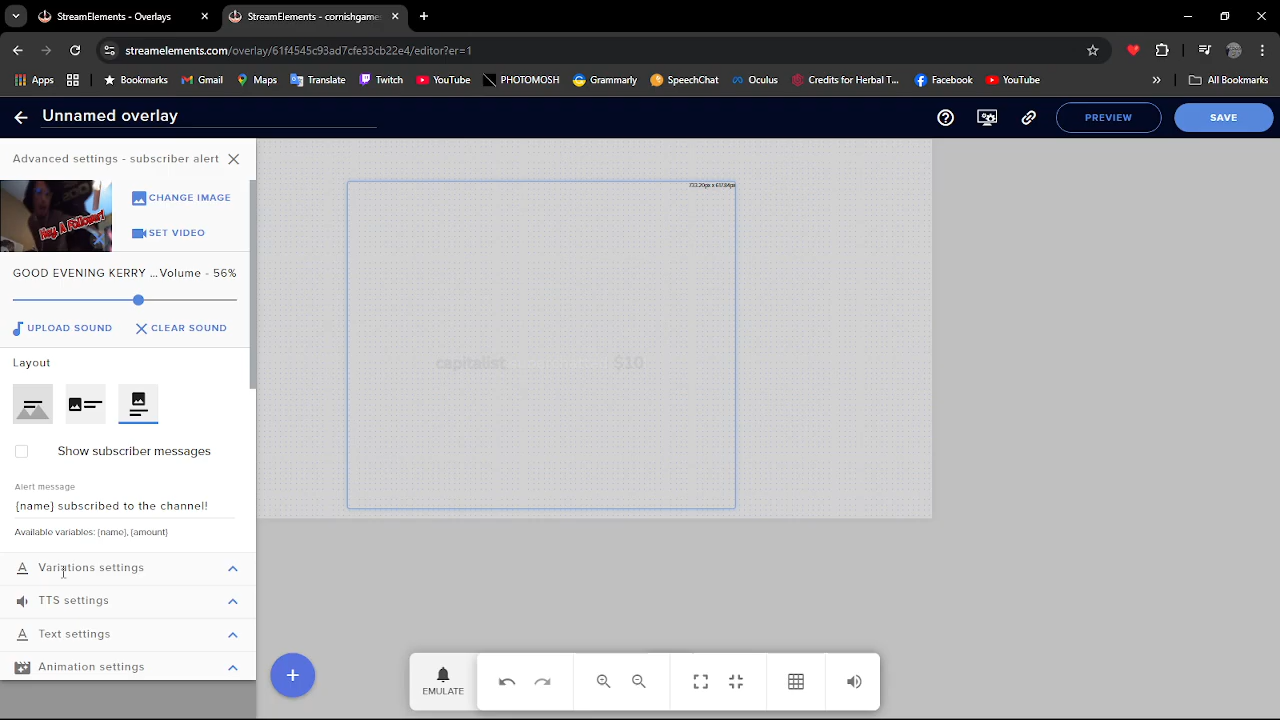 StreamElements
StreamElements - cornishgame
streamelements.com/overlay/61f4545c93ad7cfe33cb22e4/editor?er=1
Apps Bookmarks Gmail Maps Translate Twitch YouTube PHOTOMOSH Grammarly SpeechChat Oculus Credits for Herbal T... Facebook YouTube » All Bookmarks
Unnamed overlay
PREVIEW SAVE
Advanced settings - subscriber alert
Hey, A Follower!
CHANGE IMAGE
SET VIDEO
GOOD EVENING KERRY ... Volume - 56%
UPLOAD SOUND CLEAR SOUND
Layout
Show subscriber messages
Alert message
{name} subscribed to the channel!
Available variables: {name}, {amount}
Variations settings
TTS settings
Text settings
Animation settings
capitalist $10
EMULATE